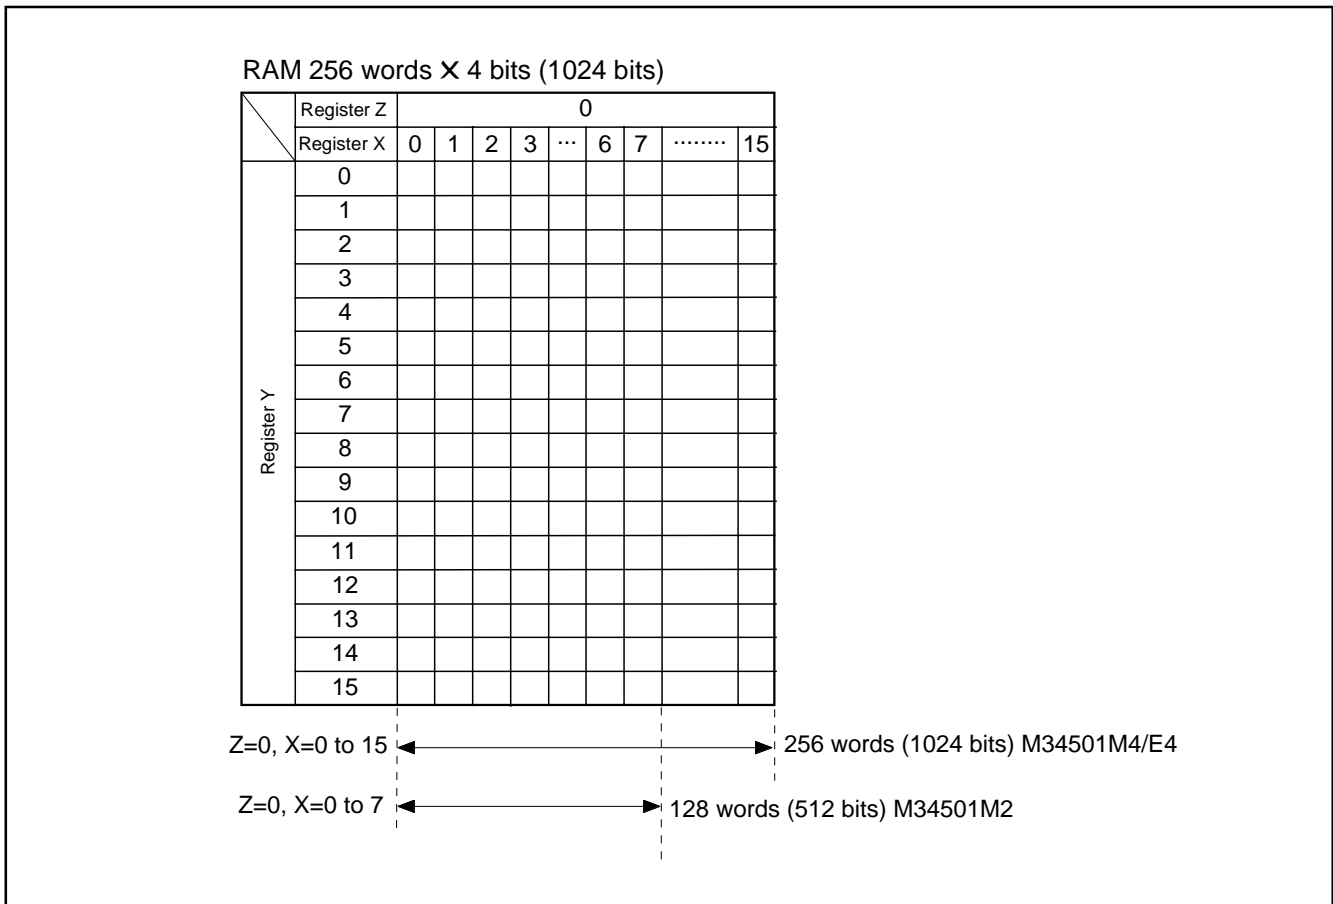 RAM 256 words × 4 bits (1024 bits)
Register Z 0
Register X 0 1 2 3 ... 6 7 ........ 15
Register Y
0
1
2
3
4
5
6
7
8
9
10
11
12
13
14
15
Z=0, X=0 to 15 256 words (1024 bits) M34501M4/E4
Z=0, X=0 to 7 128 words (512 bits) M34501M2